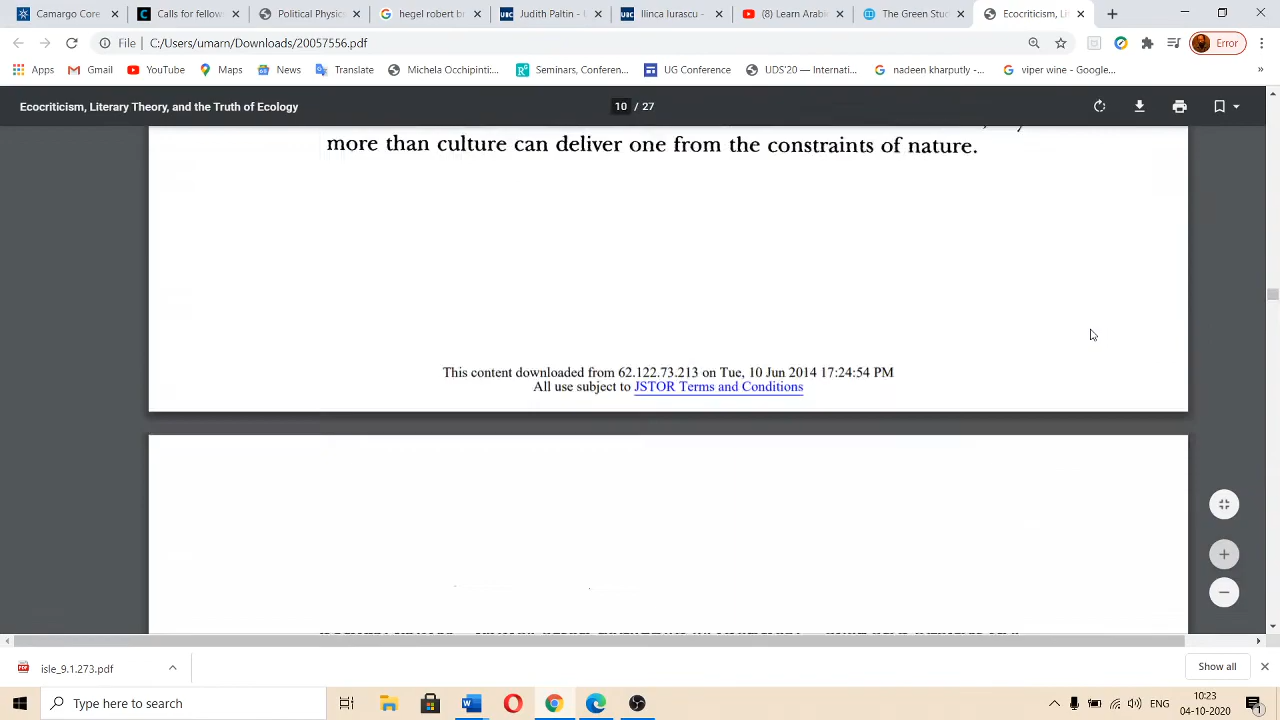 Camargo Core
Calls for fellow
Political Physic
hegel robert be
Judith Paltin - 
Ilinca Iurascu -
(8) Learn Arabi
The Green Stud
Ecocriticism, Li
File
C:/Users/umarn/Downloads/20057556.pdf
Error
Apps
Gmail
YouTube
Maps
News
Translate
Michela Occhipinti...
Seminars, Conferen...
UG Conference
UDS'20 — Internati...
nadeen kharputly -...
viper wine - Google...
»
Ecocriticism, Literary Theory, and the Truth of Ecology
10 / 27
more than culture can deliver one from the constraints of nature.
This content downloaded from 62.122.73.213 on Tue, 10 Jun 2014 17:24:54 PM
All use subject to JSTOR Terms and Conditions
isle_9.1.273.pdf
Show all
Type here to search
ENG
10:23
04-10-2020